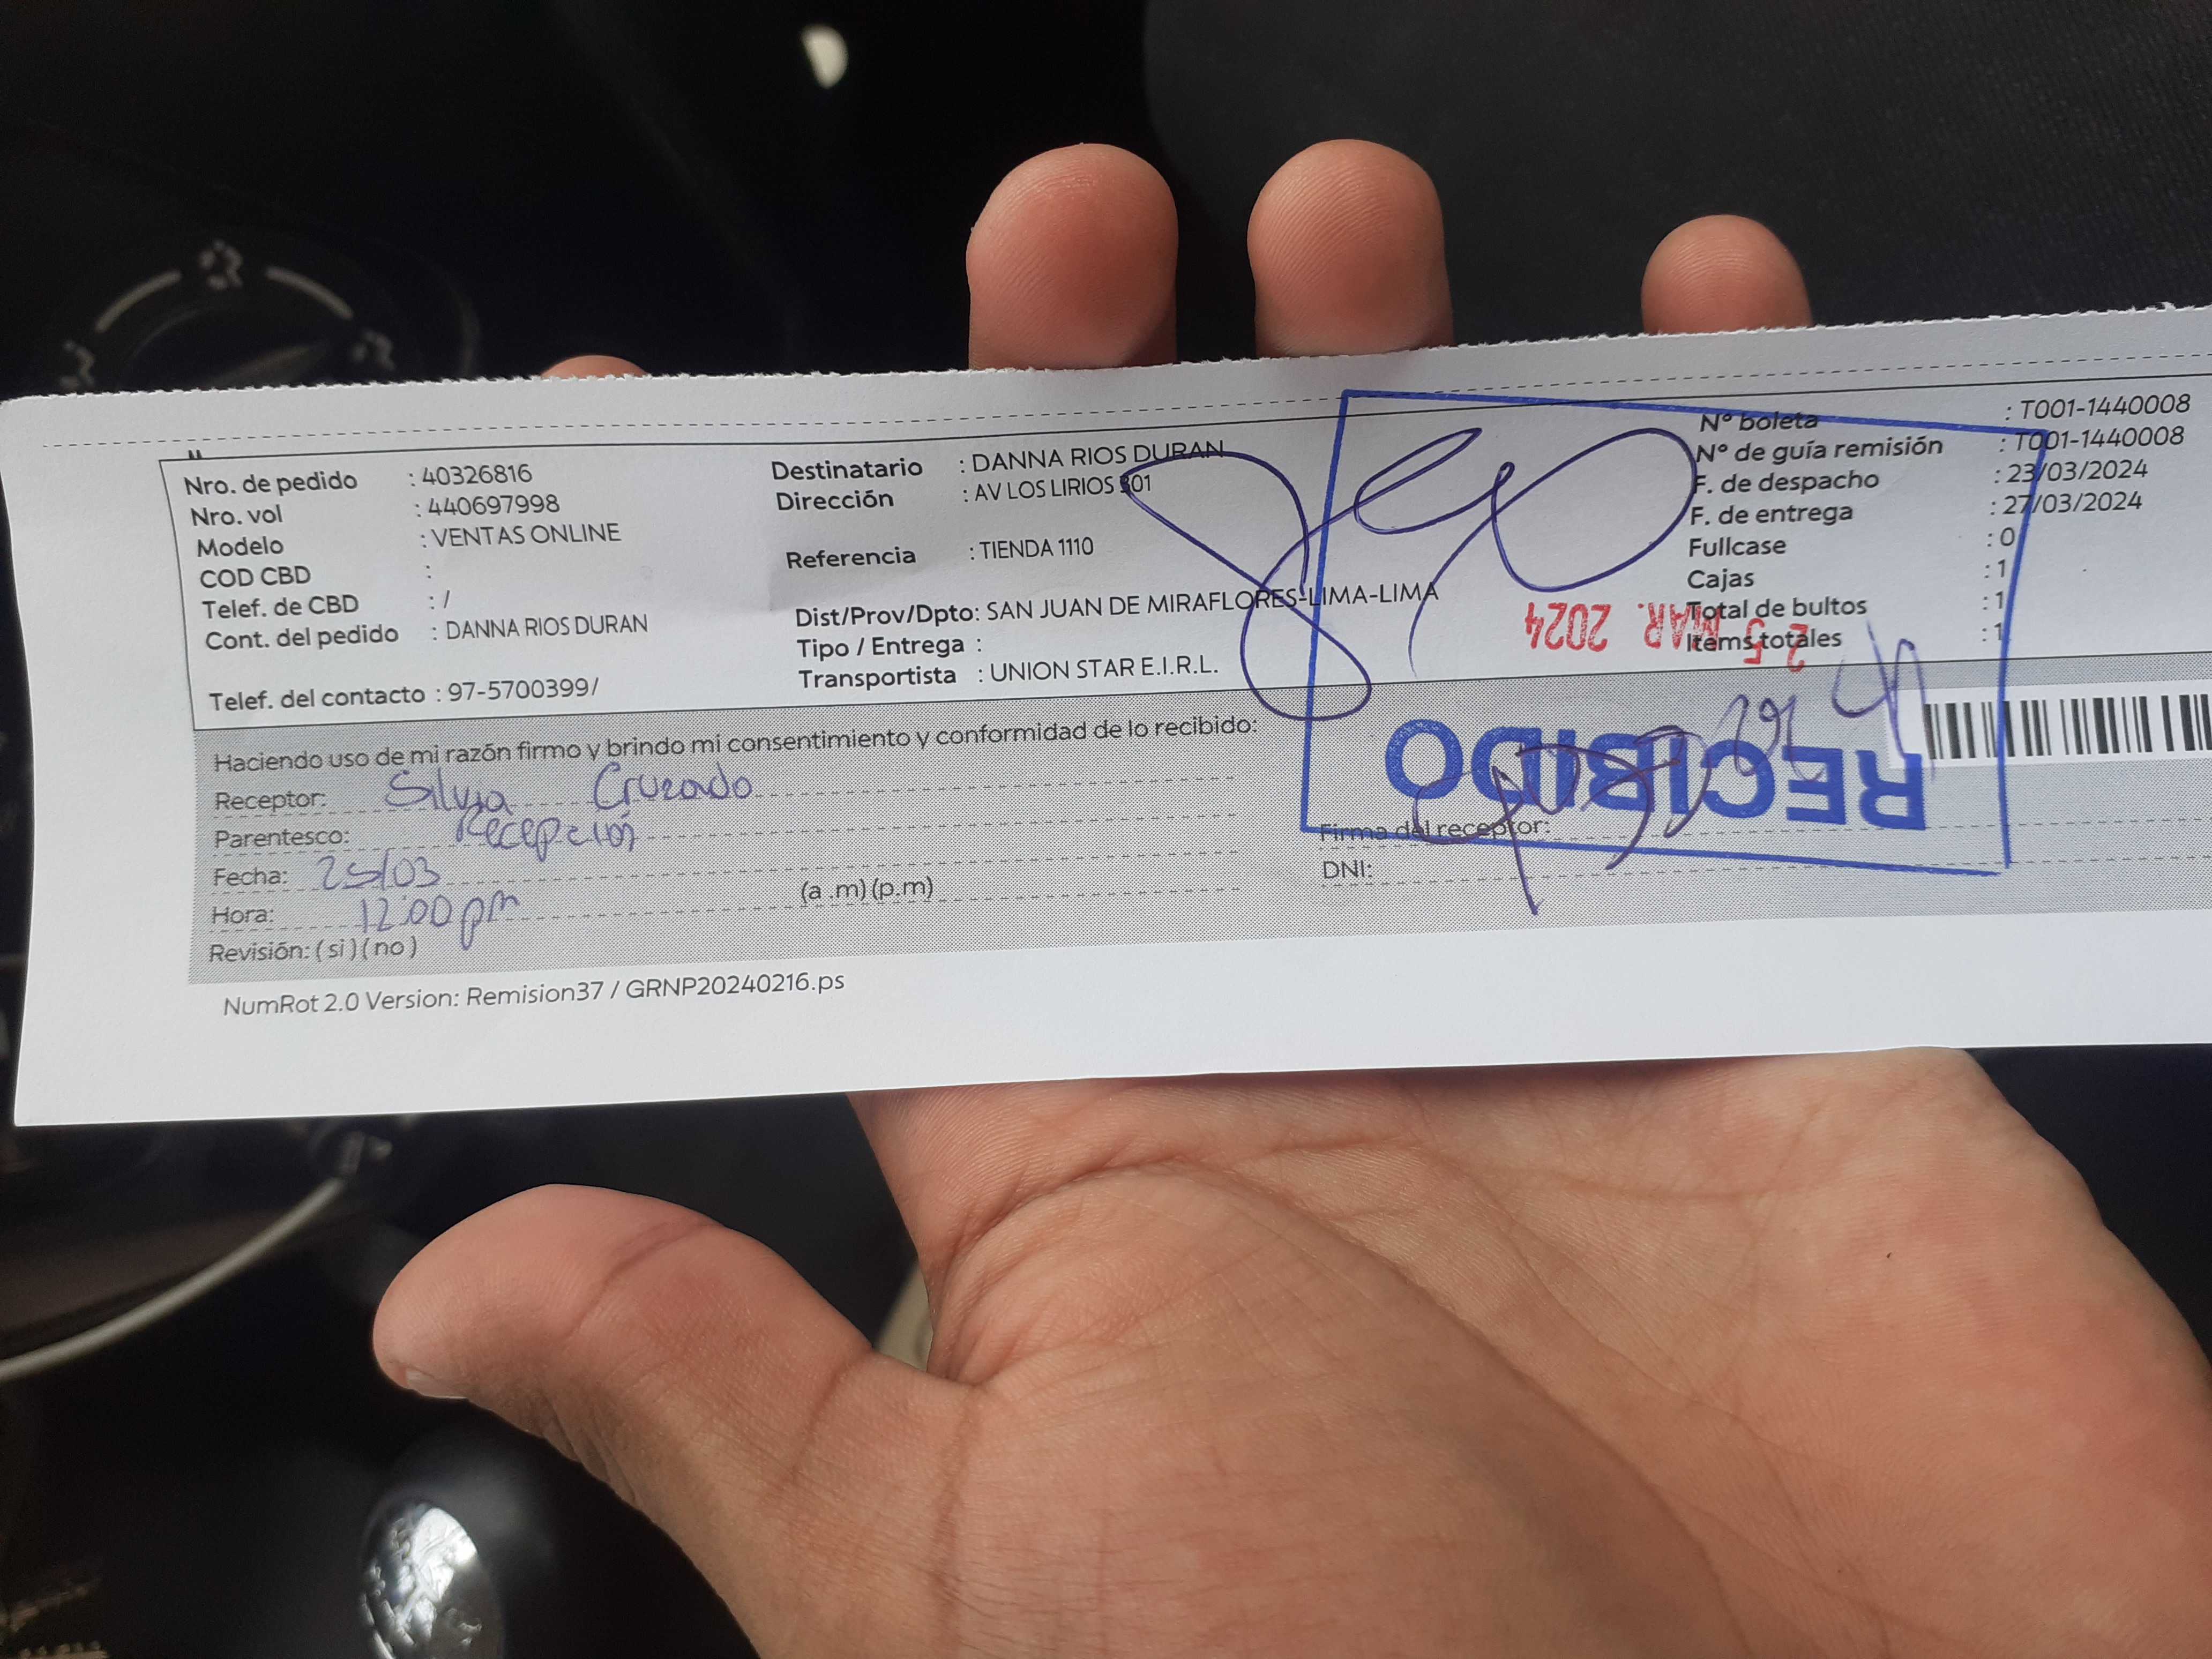 Nro. de pedido : 40326816
Nro. vol : 440697998
Modelo : VENTAS ONLINE
COD CBD :
Telef. de CBD : /
Cont. del pedido : DANNA RIOS DURAN
Telef. del contacto : 97-5700399/
Destinatario : DANNA RIOS DURAN
Dirección : AV LOS LIRIOS 301
Referencia : TIENDA 1110
Dist/Prov/Dpto: SAN JUAN DE MIRAFLORES-LIMA-LIMA
Tipo / Entrega :
Transportista : UNION STAR E.I.R.L.
N° boleta : T001-1440008
N° de guía remisión : T001-1440008
F. de despacho : 23/03/2024
F. de entrega : 27/03/2024
Fullcase : 0
Cajas : 1
Total de bultos : 1
Items totales : 1
25 MAR. 2024
RECIBIDO
Haciendo uso de mi razón firmo y brindo mi consentimiento y conformidad de lo recibido:
Receptor: Silvia Cruzado
Parentesco: Recepción
Fecha: 25/03
Hora: 12:00 pm (a .m) (p.m)
Revisión: ( si ) ( no )
Firma del receptor:
DNI:
NumRot 2.0 Version: Remision37 / GRNP20240216.ps